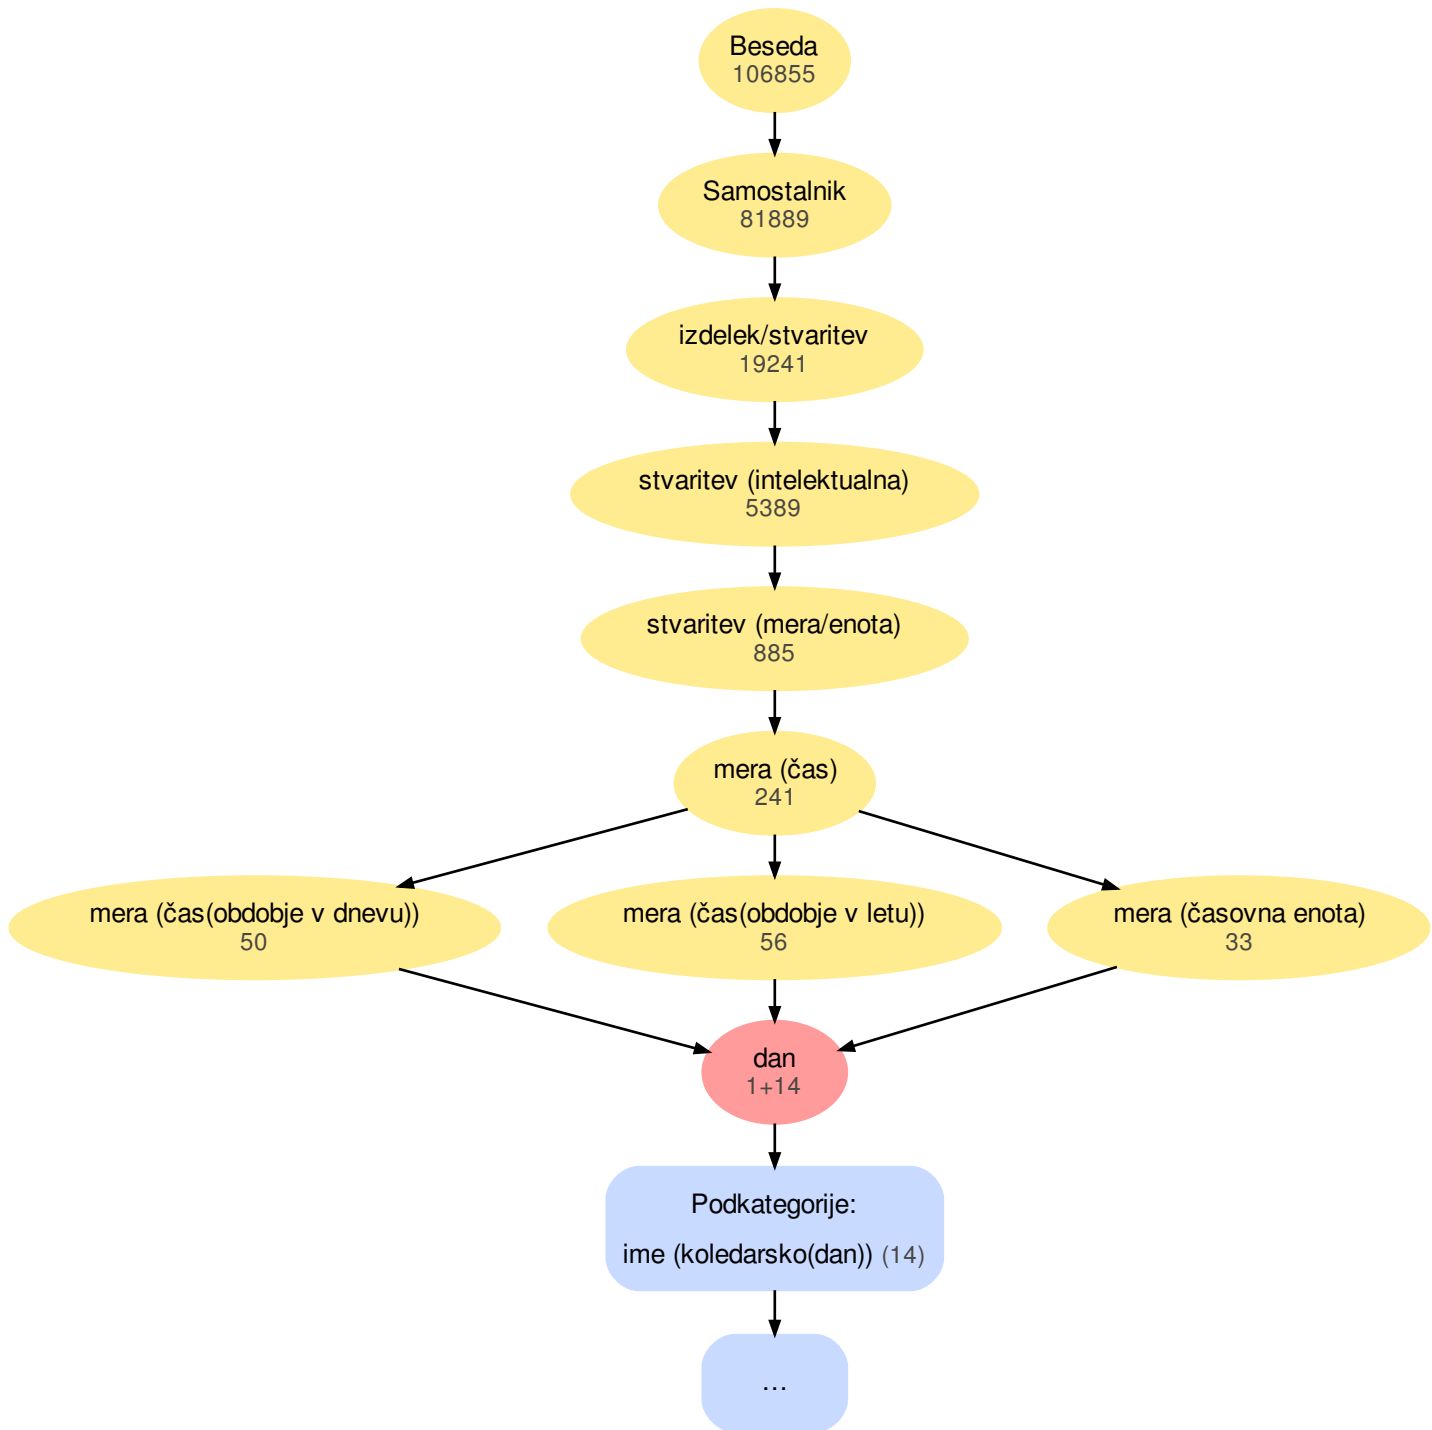 Beseda
106855
Samostalnik
81889
izdelek/stvaritev
19241
stvaritev (intelektualna)
5389
stvaritev (mera/enota)
885
mera (čas)
241
mera (čas(obdobje v dnevu))
50
mera (čas(obdobje v letu))
56
mera (časovna enota)
33
dan
1+14
Podkategorije:
ime (koledarsko(dan)) (14)
...